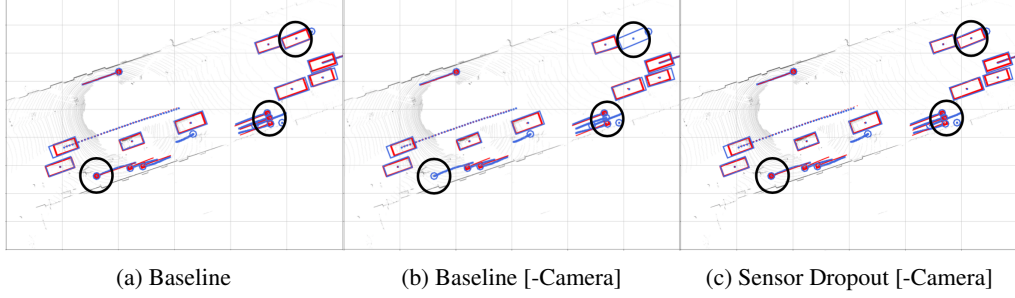 (a) Baseline
(b) Baseline [-Camera]
(c) Sensor Dropout [-Camera]